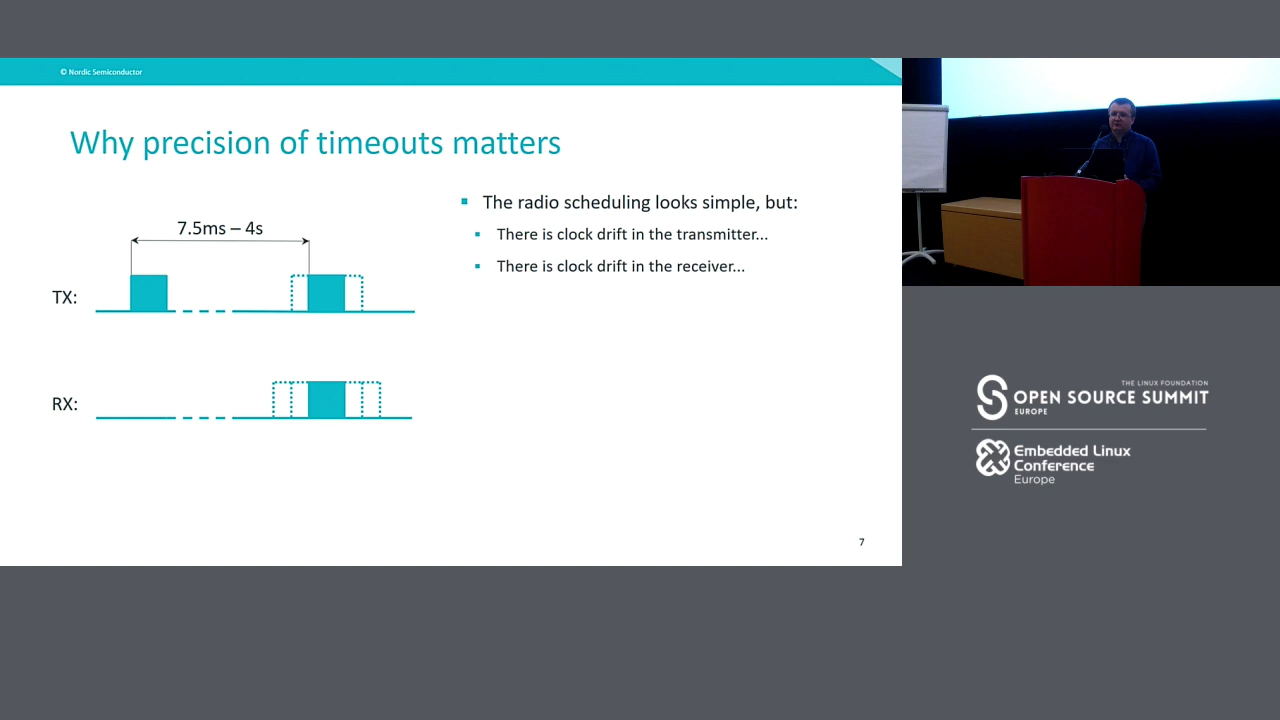 © Nordic Semiconductor
Why precision of timeouts matters
7.5ms – 4s
TX:
RX:
▪ The radio scheduling looks simple, but:
▪ There is clock drift in the transmitter...
▪ There is clock drift in the receiver...
7
THE LINUX FOUNDATION
OPEN SOURCE SUMMIT
EUROPE
Embedded Linux
Conference
Europe